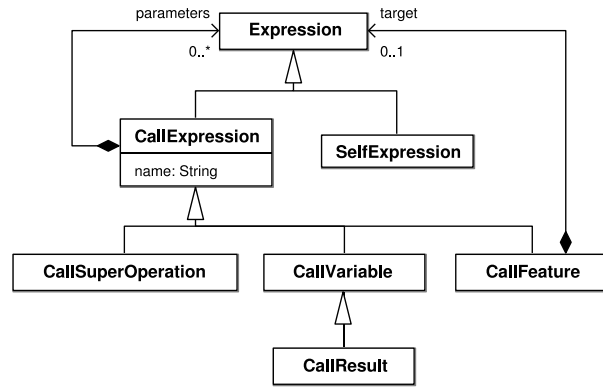 parameters
Expression
target
0..*
0..1
CallExpression
name: String
SelfExpression
CallSuperOperation
CallVariable
CallFeature
CallResult